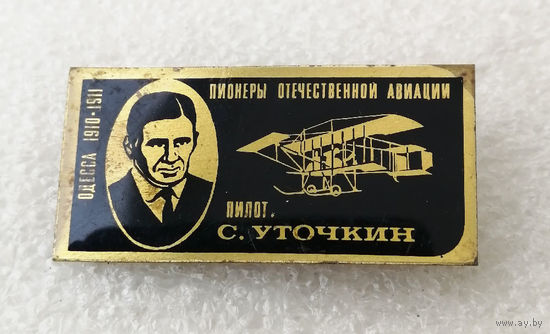 ОДЕССА 1910-1911
ПИОНЕРЫ ОТЕЧЕСТВЕННОЙ АВИАЦИИ
ПИЛОТ.
С. УТОЧКИН
www.ay.by